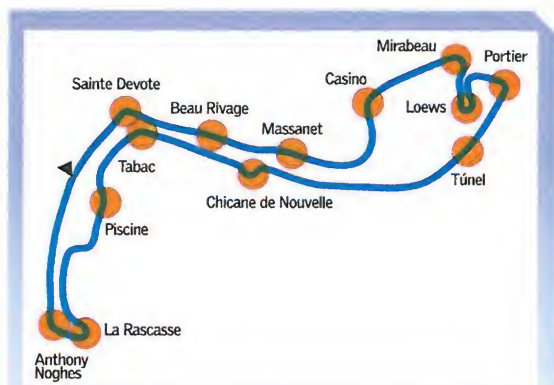 Mirabeau
Portier
Sainte Devote
Casino
Beau Rivage
Loews
Massanet
Tabac
Túnel
Chicane de Nouvelle
Piscine
La Rascasse
Anthony
Noghes